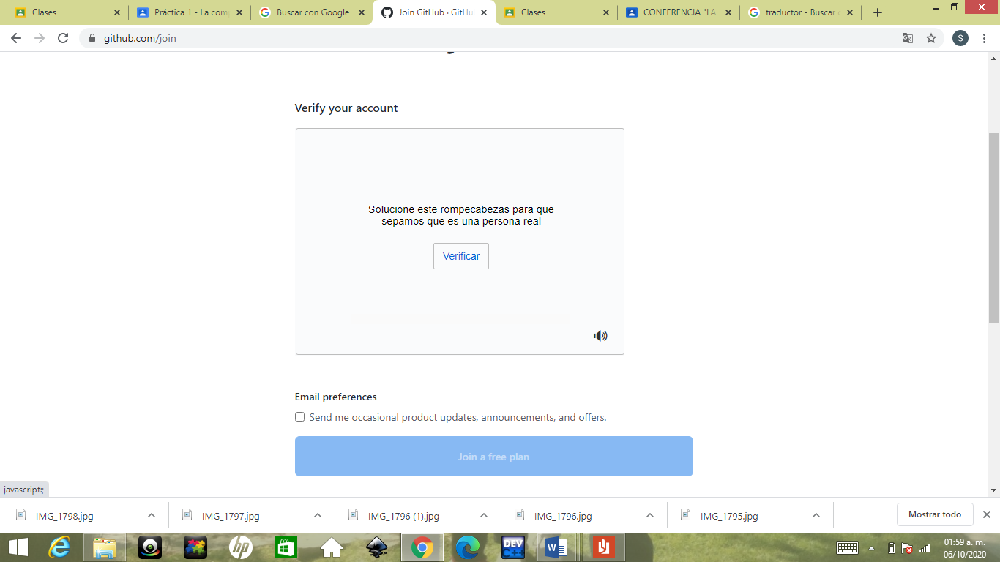 Clases
Práctica 1 - La comp
Buscar con Google
Join GitHub · GitHu
Clases
CONFERENCIA "LA
traductor - Buscar
github.com/join
S
Verify your account
Solucione este rompecabezas para que
sepamos que es una persona real
Verificar
Email preferences
Send me occasional product updates, announcements, and offers.
Join a free plan
javascript:;
IMG_1798.jpg
IMG_1797.jpg
IMG_1796 (1).jpg
IMG_1796.jpg
IMG_1795.jpg
Mostrar todo
hp
DEV
C++
W
01:59 a. m.
06/10/2020